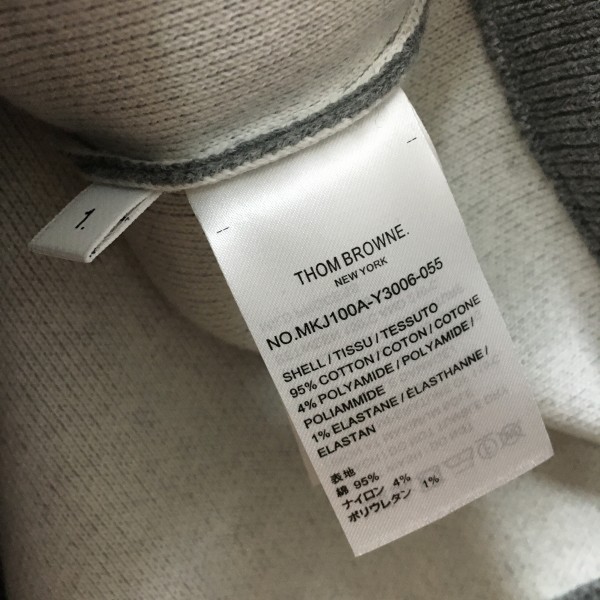 1.
THOM BROWNE.
NEW YORK
NO.MKJ100A-Y3006-055
SHELL / TISSU / TESSUTO
95% COTTON / COTON / COTONE
4% POLYAMIDE / POLYAMIDE /
POLIAMMIDE
1% ELASTANE / ÉLASTHANNE /
ELASTAN
表地
綿 95%
ナイロン 4%
ポリウレタン 1%